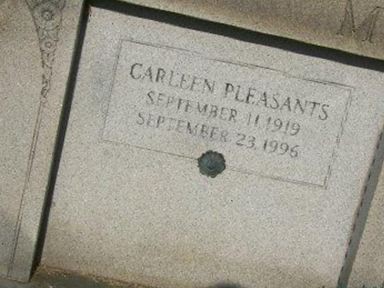 CARLEEN PLEASANTS
SEPTEMBER 11, 1919
SEPTEMBER 23, 1996
M